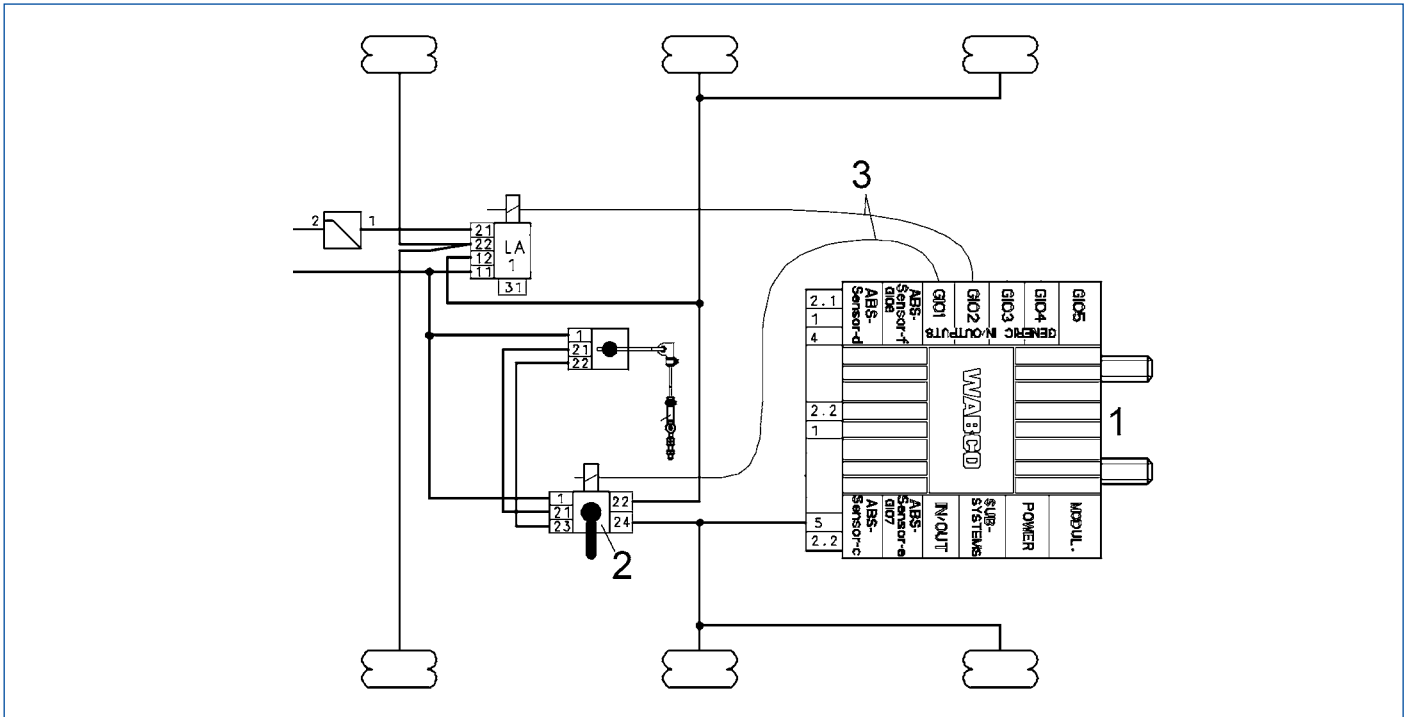 3
2 1
21
22
12
11
LA
1
31
1
21
22
1
21
23
22
24
2
2.1
1
4
2.2
1
5
2.2
ABS-
Sensor-d
ABS-
Sensor-f
GIO6
GIO1
GIO2
GIO3
GIO4
GIO5
GENERIC IN/OUTPUTS
WABCO
1
ABS-
Sensor-c
ABS-
Sensor-e
GIO7
IN/OUT
SUB-
SYSTEMS
POWER
MODUL.